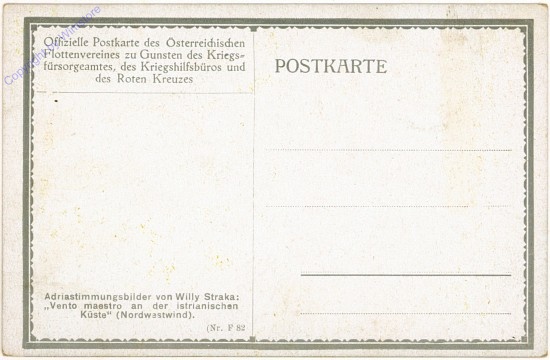 Offizielle Postkarte des Österreichischen
Flottenvereines zu Gunsten des Kriegs=
fürsorgeamtes, des Kriegshilfsbüros und
des Roten Kreuzes
POSTKARTE
Adriastimmungsbilder von Willy Straka:
„Vento maestro an der istrianischen
Küste" (Nordwestwind).
(Nr. F 82